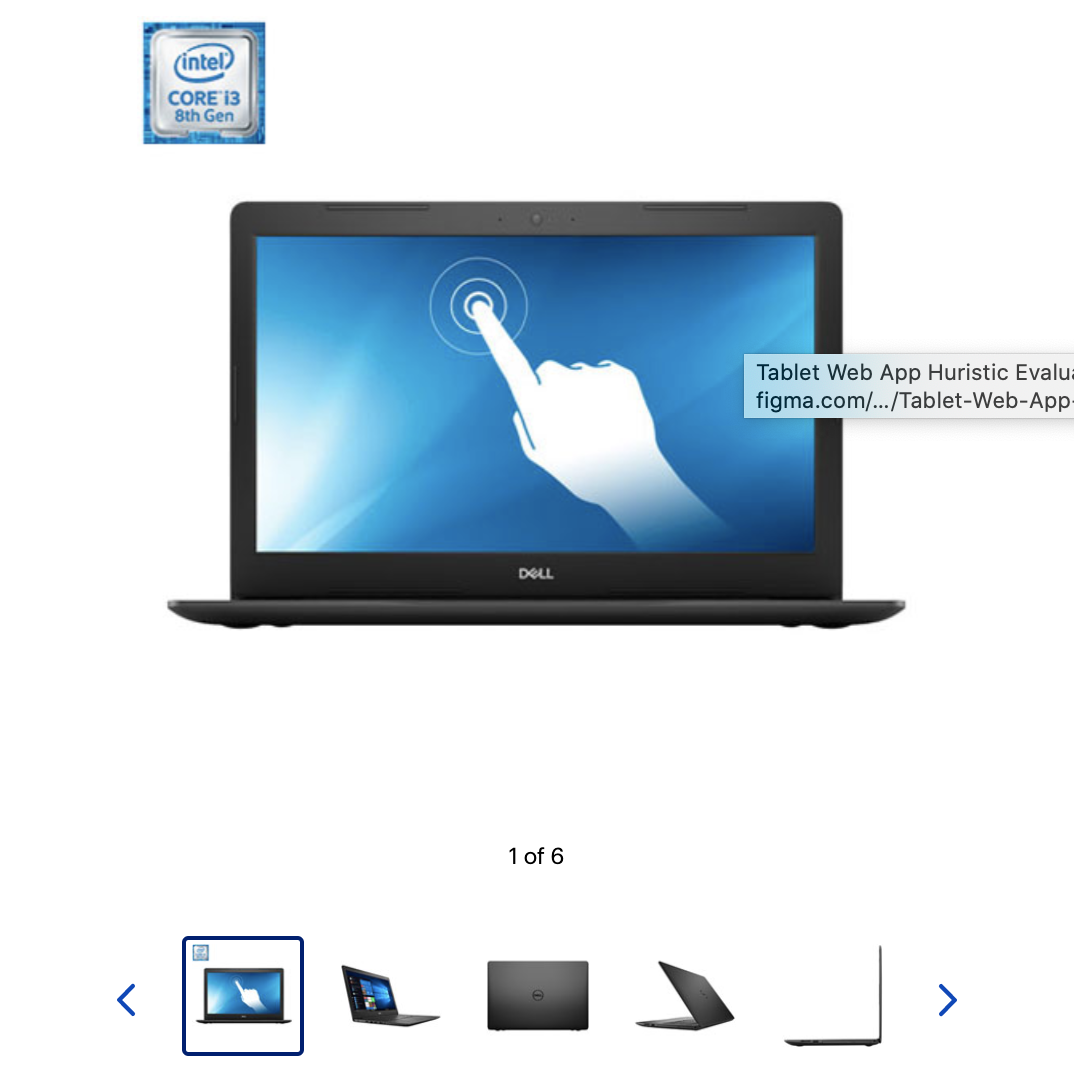 intel
CORE i3
8th Gen
Tablet Web App Huristic Evalua
figma.com/.../Tablet-Web-App-
DELL
1 of 6